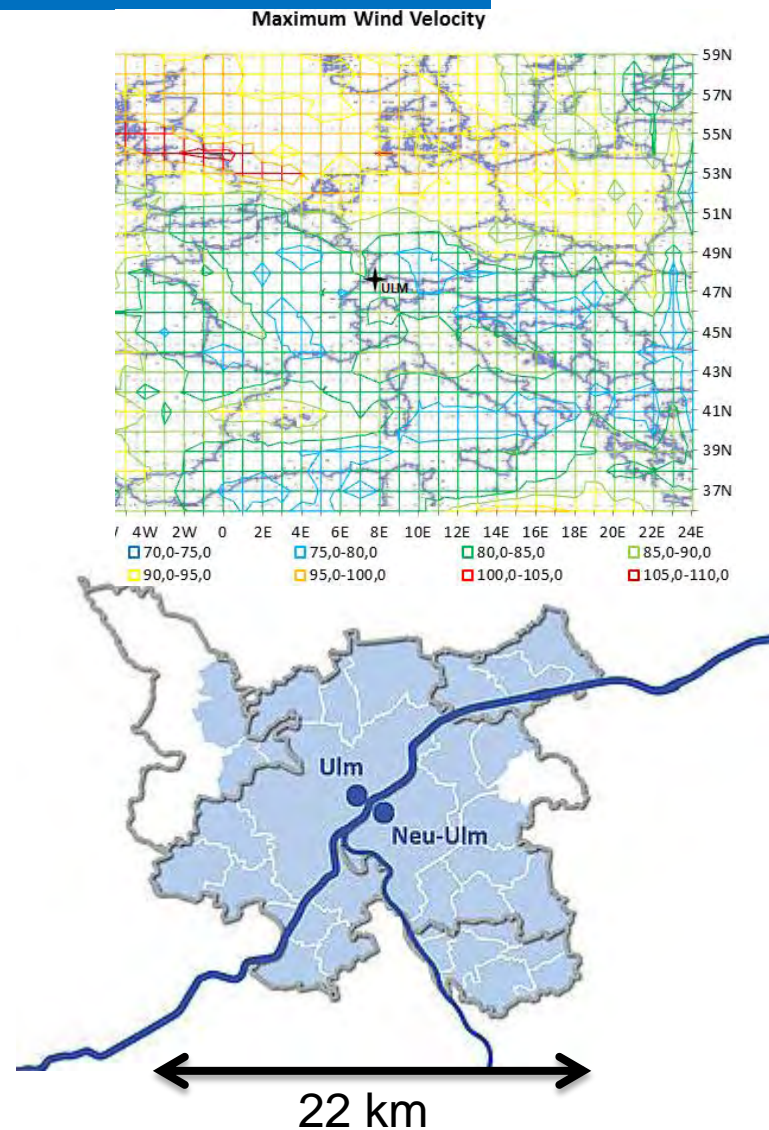 Maximum Wind Velocity
59N
57N
55N
53N
51N
49N
47N
45N
43N
41N
39N
37N
ULM
4W 2W 0 2E 4E 6E 8E 10E 12E 14E 16E 18E 20E 22E 24E
70,0-75,0 75,0-80,0 80,0-85,0 85,0-90,0
90,0-95,0 95,0-100,0 100,0-105,0 105,0-110,0
Ulm
Neu-Ulm
22 km